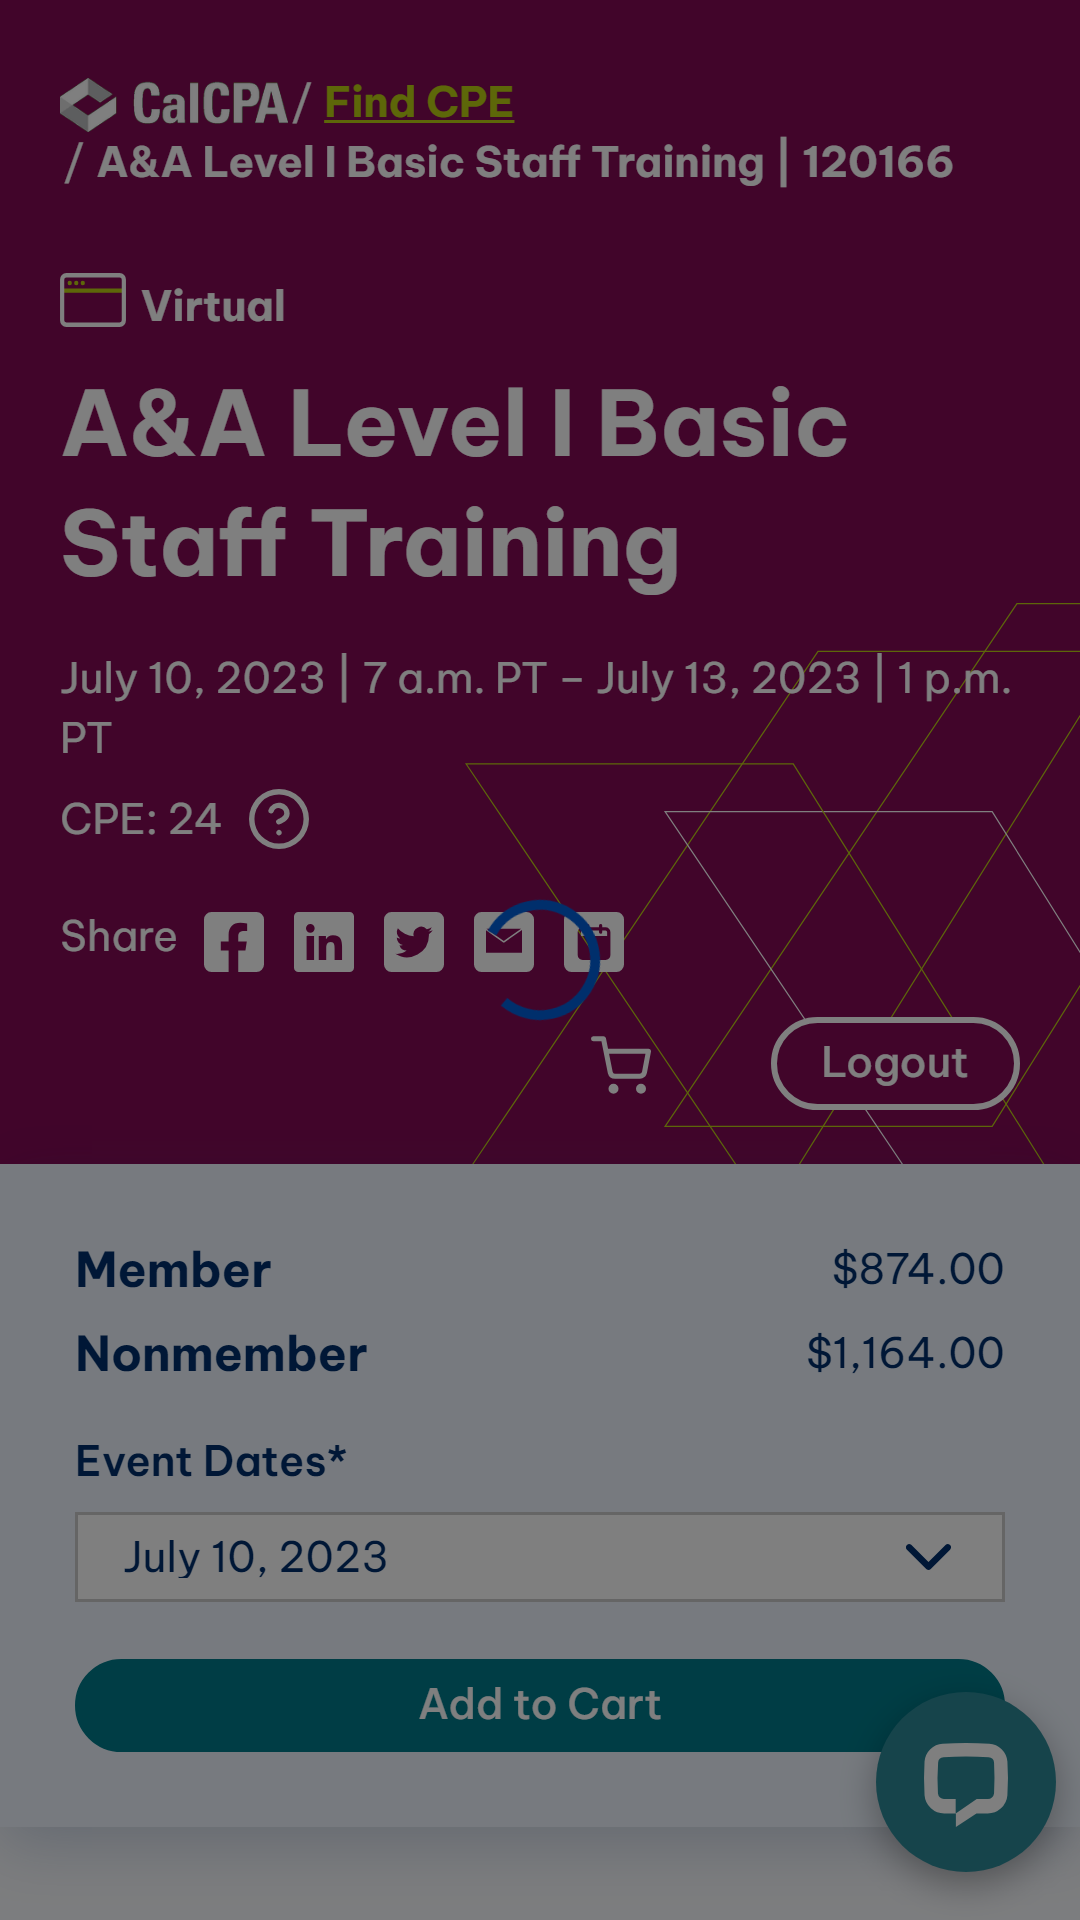 CalCPA / Find CPE
/ A&A Level I Basic Staff Training | 120166
Virtual
A&A Level I Basic
Staff Training
July 10, 2023 | 7 a.m. PT – July 13, 2023 | 1 p.m.
PT
CPE: 24 ?
Share
Logout
Member $874.00
Nonmember $1,164.00
Event Dates*
July 10, 2023
Add to Cart